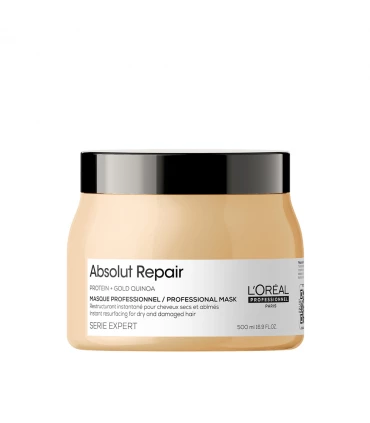 Absolut Repair
PROTEIN + GOLD QUINOA
MASQUE PROFESSIONNEL / PROFESSIONAL MASK
Restructurant instantané pour cheveux secs et abîmés
Instant resurfacing for dry and damaged hair
SERIE EXPERT
500 ml 16.9 FL.OZ.
L'ORÉAL
PROFESSIONNEL
PARIS